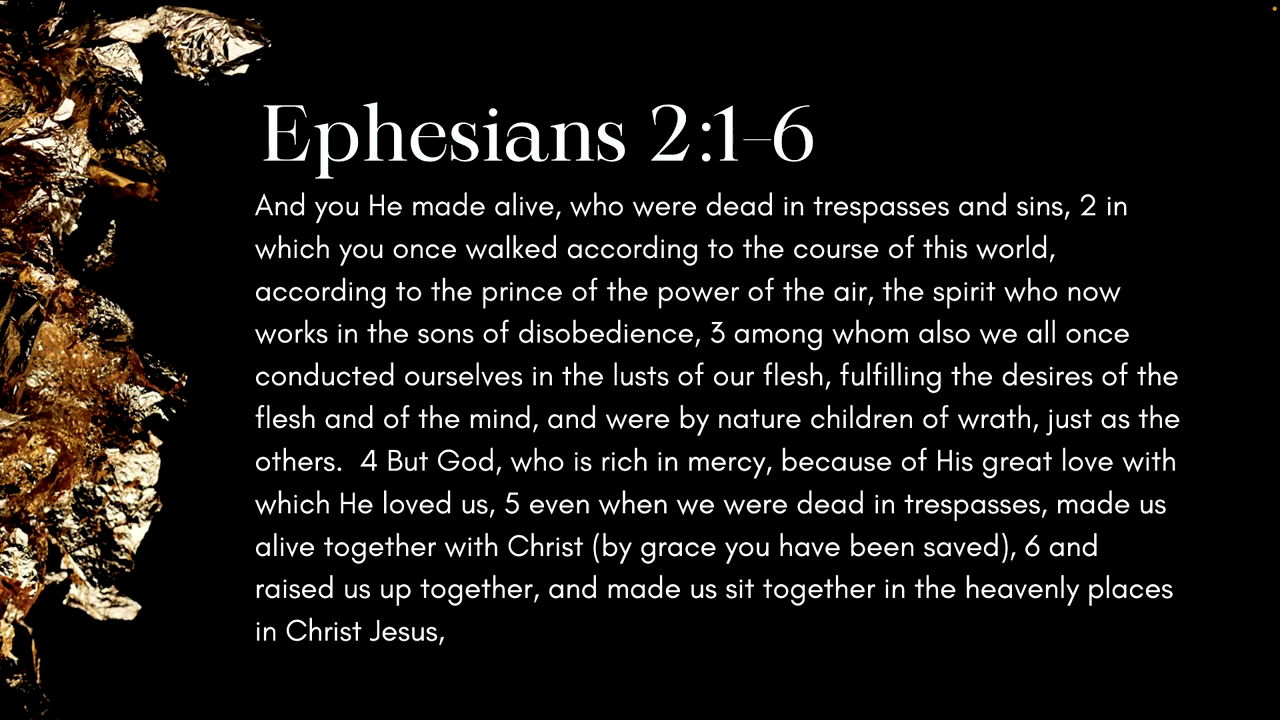 Ephesians 2:1–6
And you He made alive, who were dead in trespasses and sins, 2 in
which you once walked according to the course of this world,
according to the prince of the power of the air, the spirit who now
works in the sons of disobedience, 3 among whom also we all once
conducted ourselves in the lusts of our flesh, fulfilling the desires of the
flesh and of the mind, and were by nature children of wrath, just as the
others.  4 But God, who is rich in mercy, because of His great love with
which He loved us, 5 even when we were dead in trespasses, made us
alive together with Christ (by grace you have been saved), 6 and
raised us up together, and made us sit together in the heavenly places
in Christ Jesus,